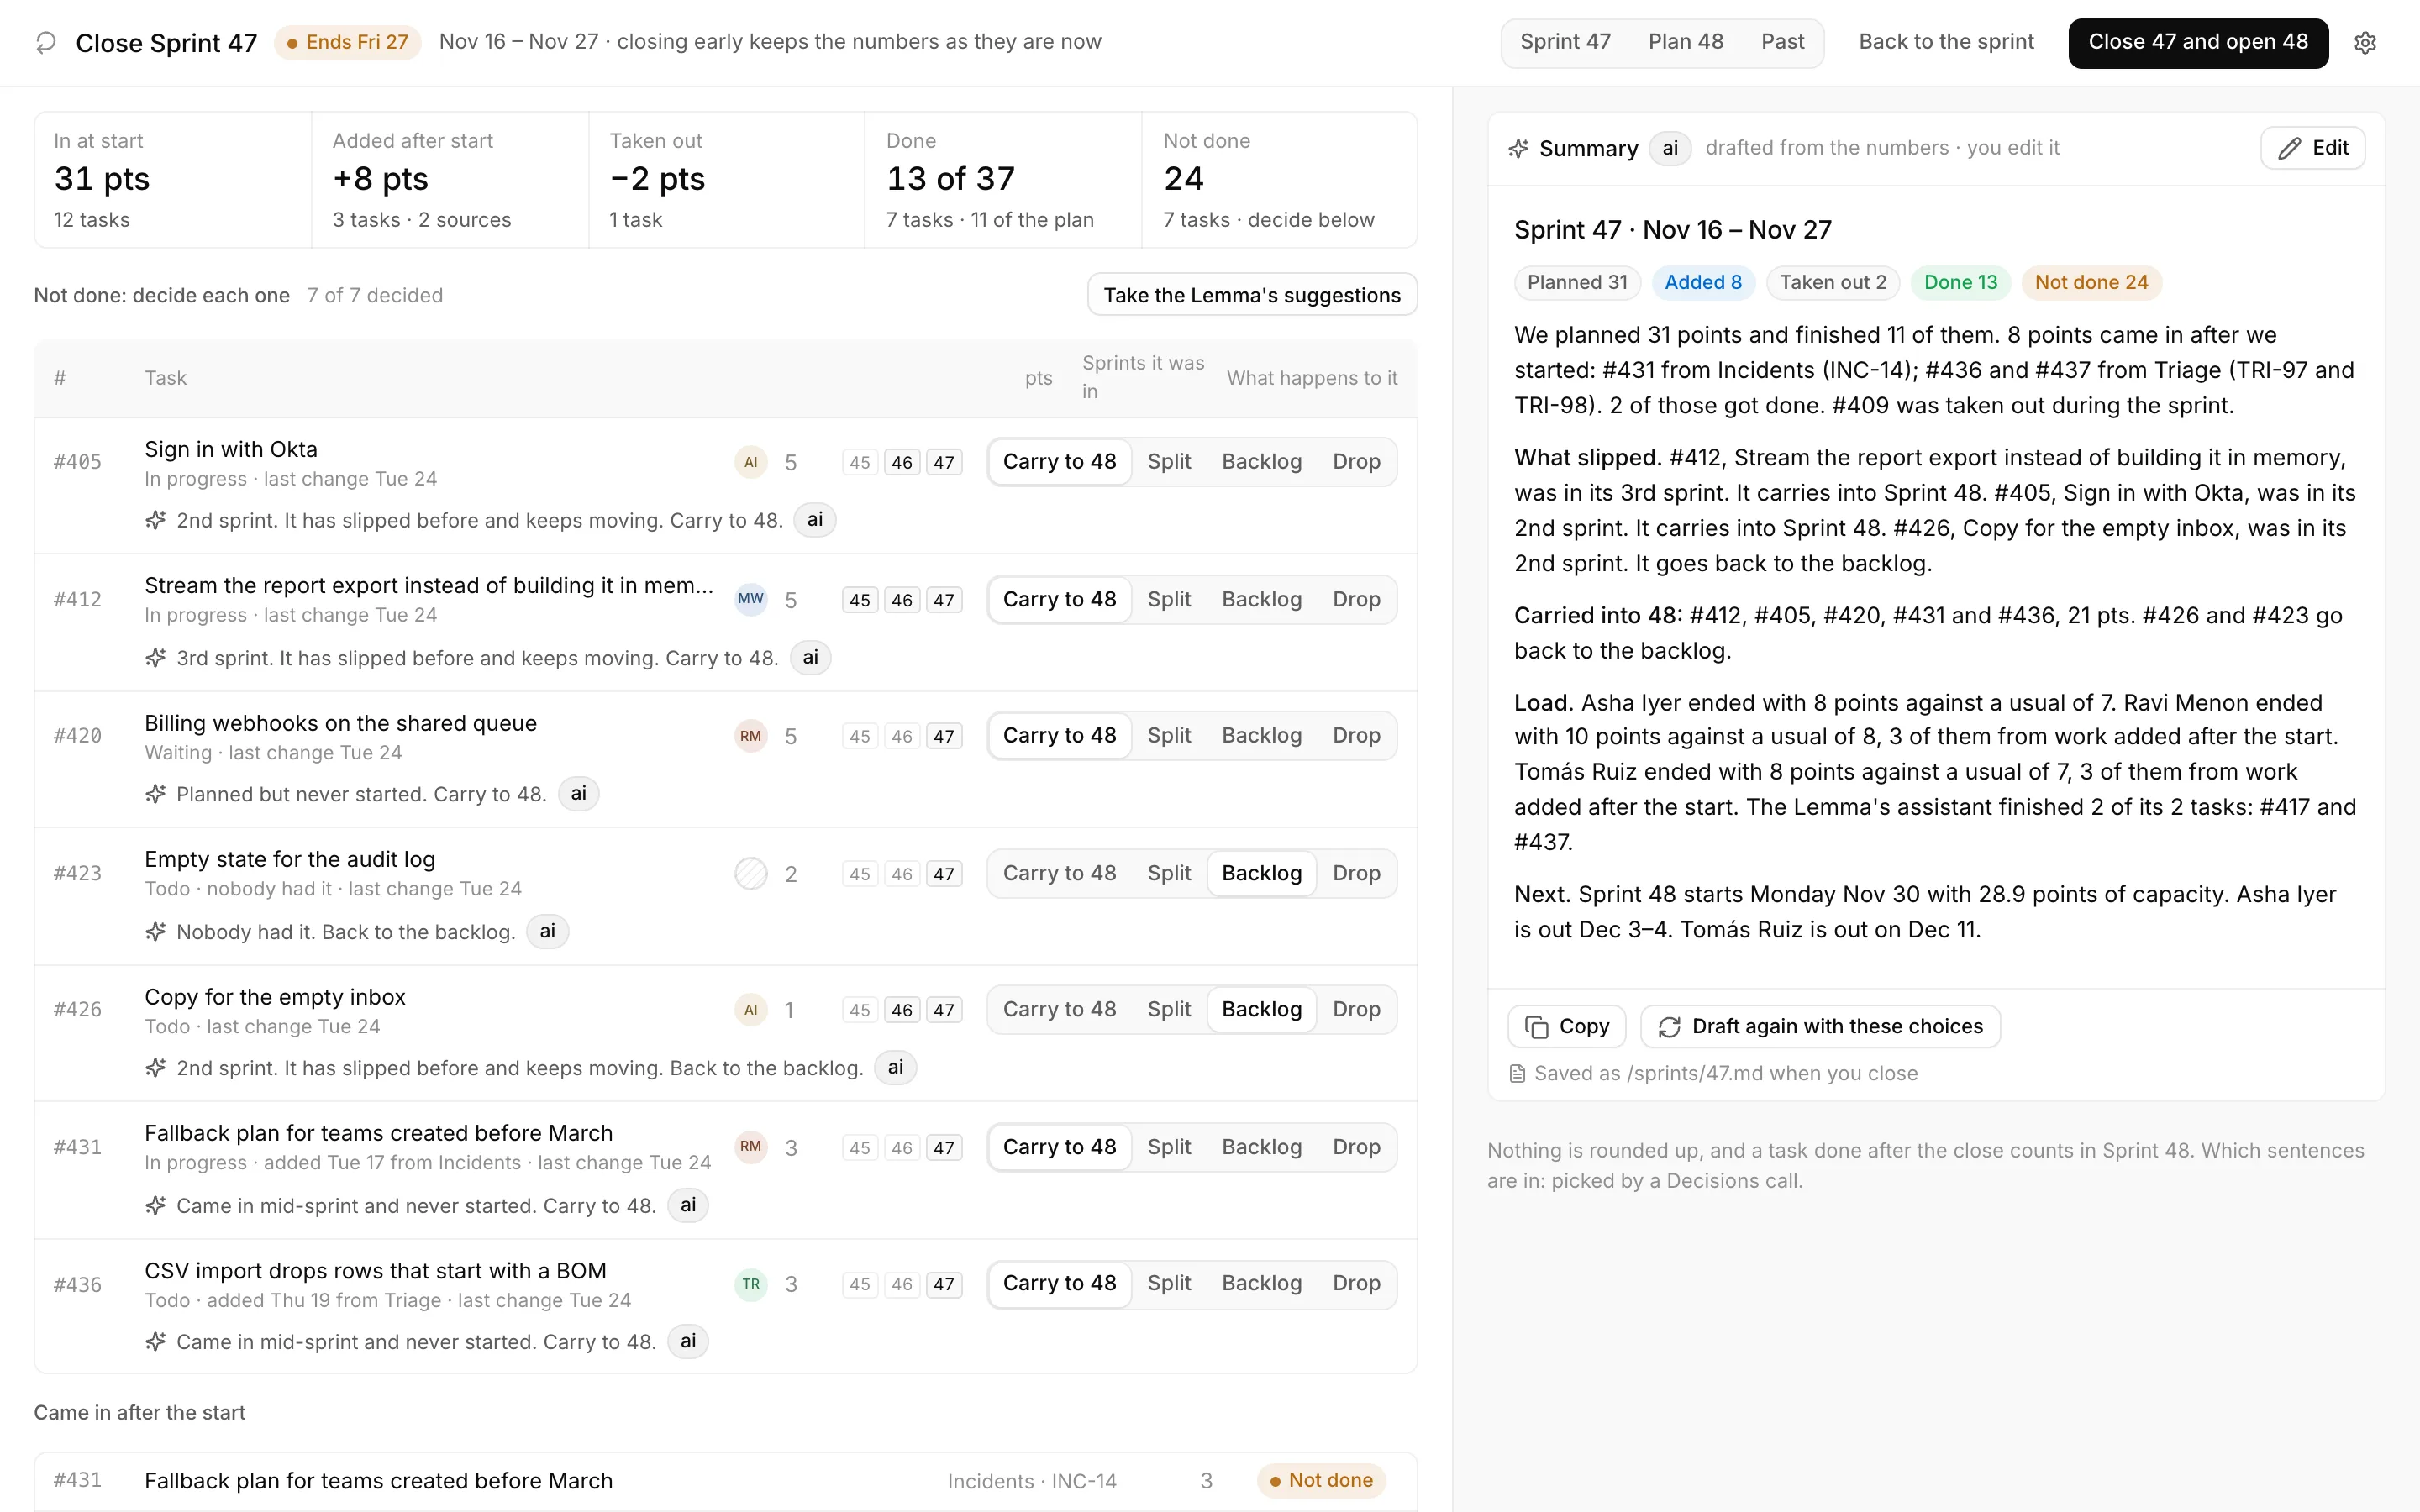 Close Sprint 47
Ends Fri 27
Nov 16 – Nov 27 · closing early keeps the numbers as they are now
Sprint 47
Plan 48
Past
Back to the sprint
Close 47 and open 48
In at start
31 pts
12 tasks
Added after start
+8 pts
3 tasks · 2 sources
Taken out
−2 pts
1 task
Done
13 of 37
7 tasks · 11 of the plan
Not done
24
7 tasks · decide below
Not done: decide each one
7 of 7 decided
Take the Lemma's suggestions
#
Task
pts
Sprints it was
in
What happens to it
#405
Sign in with Okta
In progress · last change Tue 24
2nd sprint. It has slipped before and keeps moving. Carry to 48.
ai
AI
5
45 46 47
Carry to 48 Split Backlog Drop
#412
Stream the report export instead of building it in mem...
In progress · last change Tue 24
3rd sprint. It has slipped before and keeps moving. Carry to 48.
ai
MW
5
45 46 47
Carry to 48 Split Backlog Drop
#420
Billing webhooks on the shared queue
Waiting · last change Tue 24
Planned but never started. Carry to 48.
ai
RM
5
45 46 47
Carry to 48 Split Backlog Drop
#423
Empty state for the audit log
Todo · nobody had it · last change Tue 24
Nobody had it. Back to the backlog.
ai
2
45 46 47
Carry to 48 Split Backlog Drop
#426
Copy for the empty inbox
Todo · last change Tue 24
2nd sprint. It has slipped before and keeps moving. Back to the backlog.
ai
AI
1
45 46 47
Carry to 48 Split Backlog Drop
#431
Fallback plan for teams created before March
In progress · added Tue 17 from Incidents · last change Tue 24
Came in mid-sprint and never started. Carry to 48.
ai
RM
3
45 46 47
Carry to 48 Split Backlog Drop
#436
CSV import drops rows that start with a BOM
Todo · added Thu 19 from Triage · last change Tue 24
Came in mid-sprint and never started. Carry to 48.
ai
TR
3
45 46 47
Carry to 48 Split Backlog Drop
Came in after the start
#431
Fallback plan for teams created before March
Incidents · INC-14
3
Not done
Summary
ai
drafted from the numbers · you edit it
Edit
Sprint 47 · Nov 16 – Nov 27
Planned 31
Added 8
Taken out 2
Done 13
Not done 24
We planned 31 points and finished 11 of them. 8 points came in after we
started: #431 from Incidents (INC-14); #436 and #437 from Triage (TRI-97 and
TRI-98). 2 of those got done. #409 was taken out during the sprint.
What slipped. #412, Stream the report export instead of building it in memory,
was in its 3rd sprint. It carries into Sprint 48. #405, Sign in with Okta, was in its
2nd sprint. It carries into Sprint 48. #426, Copy for the empty inbox, was in its
2nd sprint. It goes back to the backlog.
Carried into 48: #412, #405, #420, #431 and #436, 21 pts. #426 and #423 go
back to the backlog.
Load. Asha Iyer ended with 8 points against a usual of 7. Ravi Menon ended
with 10 points against a usual of 8, 3 of them from work added after the start.
Tomás Ruiz ended with 8 points against a usual of 7, 3 of them from work
added after the start. The Lemma's assistant finished 2 of its 2 tasks: #417 and
#437.
Next. Sprint 48 starts Monday Nov 30 with 28.9 points of capacity. Asha Iyer
is out Dec 3–4. Tomás Ruiz is out on Dec 11.
Copy
Draft again with these choices
Saved as /sprints/47.md when you close
Nothing is rounded up, and a task done after the close counts in Sprint 48. Which sentences
are in: picked by a Decisions call.